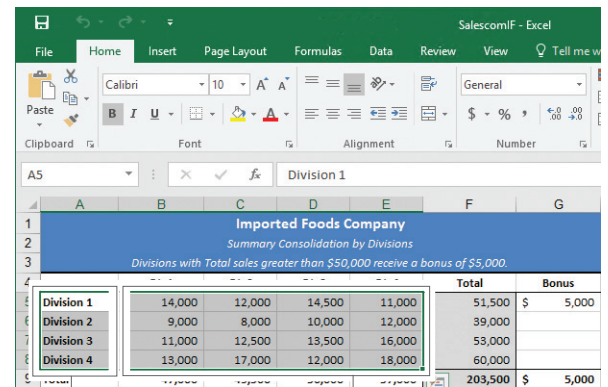 SalescomIF - Excel
File Home Insert Page Layout Formulas Data Review View Tell me w
Calibri 10 A A General
Paste B I U A $ % , .00
Clipboard Font Alignment Num
A5 fx Division 1
A B C D E F G
1 Imported Foods Company
2 Summary Consolidation by Divisions
3 Divisions with Total sales greater than $50,000 receive a bonus of $5,000.
Total Bonus
Division 1 14,000 12,000 14,500 11,000 51,500 $ 5,000
Division 2 9,000 8,000 10,000 12,000 39,000
Division 3 11,000 12,500 13,500 16,000 53,000
Division 4 13,000 17,000 12,000 18,000 60,000
203,500 $ 5,000